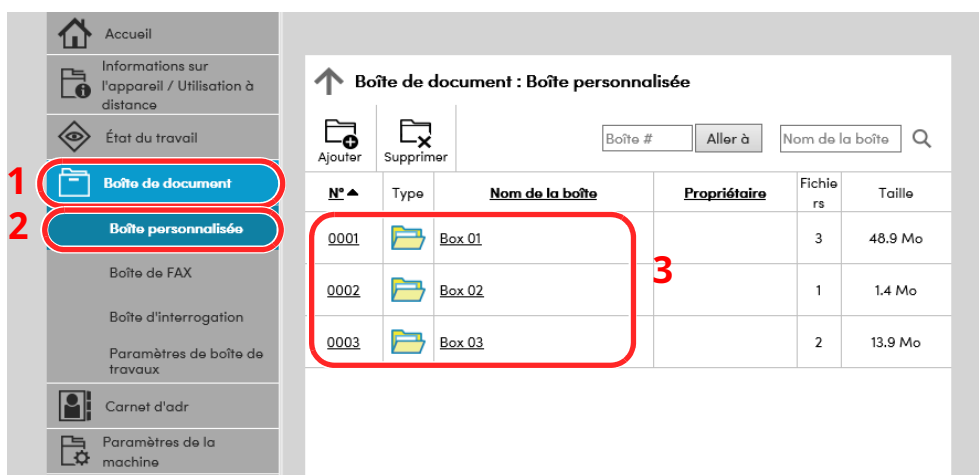 Accueil
Informations sur
l'appareil / Utilisation à
distance
État du travail
1
Boîte de document
2
Boîte personnalisée
Boîte de FAX
Boîte d'interrogation
Paramètres de boîte de
travaux
Carnet d'adr
Paramètres de la
machine
Boîte de document : Boîte personnalisée
Ajouter Supprimer Boîte # Aller à Nom de la boîte
N° Type Nom de la boîte Propriétaire Fichie
rs Taille
0001 Box 01 3 48.9 Mo
3
0002 Box 02 1 1.4 Mo
0003 Box 03 2 13.9 Mo